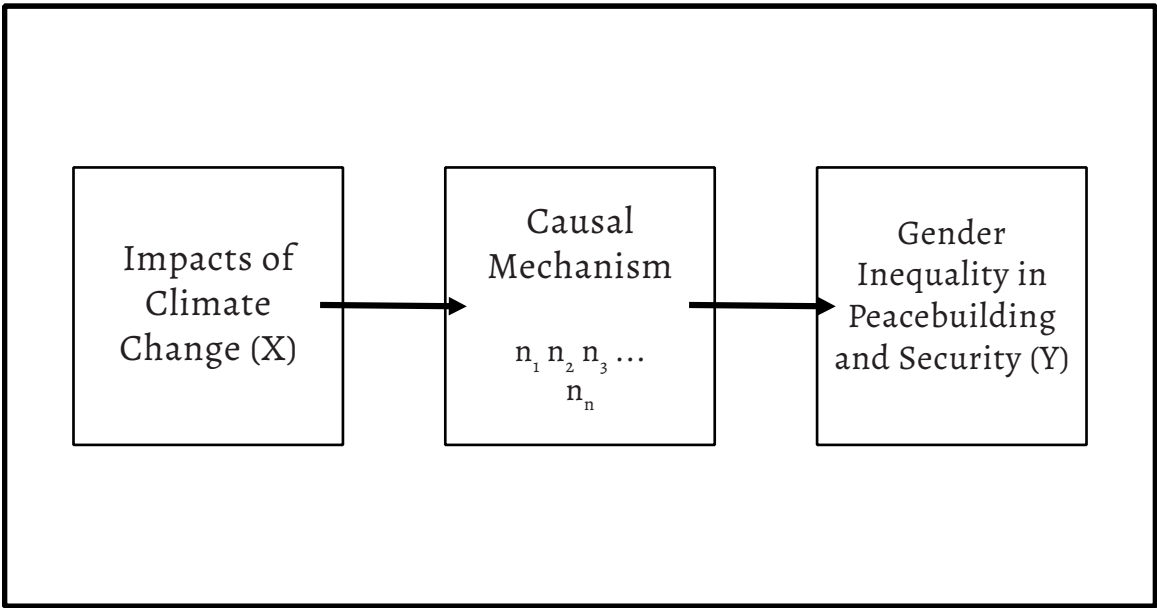 Impacts of
Climate
Change (X)
Causal
Mechanism
n₁ n₂ n₃ ...
nₙ
Gender
Inequality in
Peacebuilding
and Security (Y)